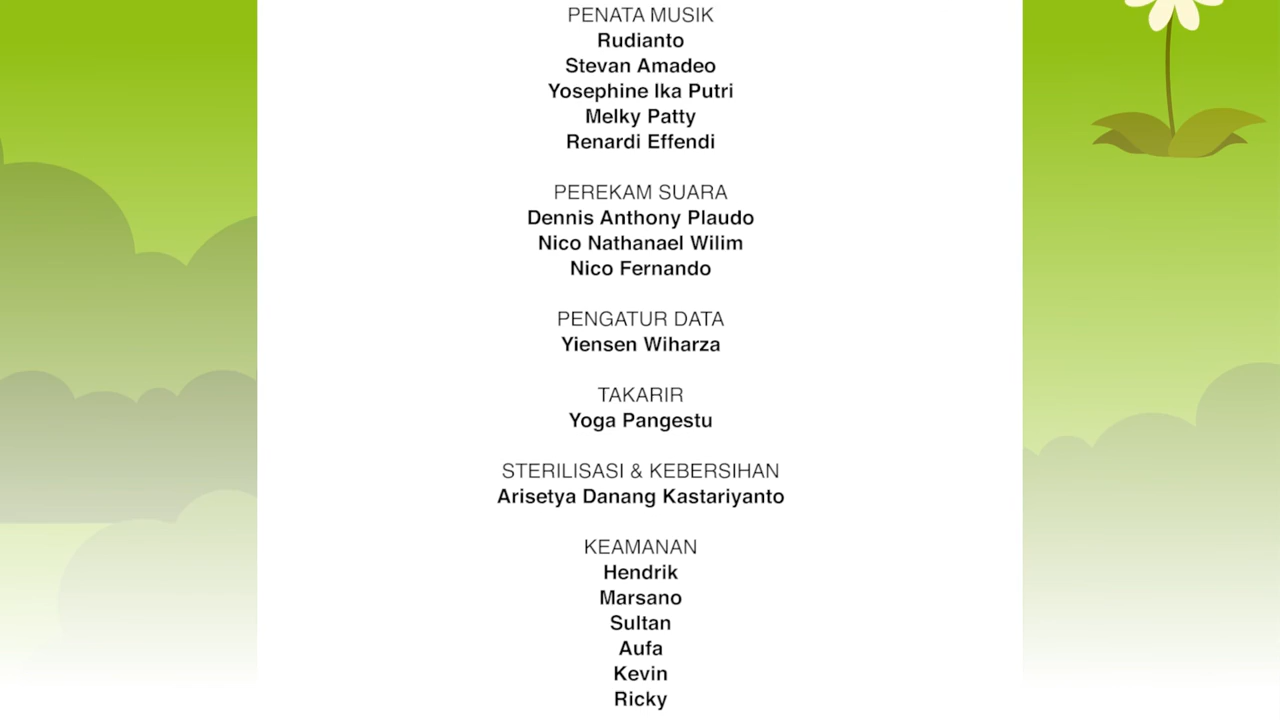 PENATA MUSIK
Rudianto
Stevan Amadeo
Yosephine Ika Putri
Melky Patty
Renardi Effendi
PEREKAM SUARA
Dennis Anthony Plaudo
Nico Nathanael Wilim
Nico Fernando
PENGATUR DATA
Yiensen Wiharza
TAKARIR
Yoga Pangestu
STERILISASI & KEBERSIHAN
Arisetya Danang Kastariyanto
KEAMANAN
Hendrik
Marsano
Sultan
Aufa
Kevin
Ricky